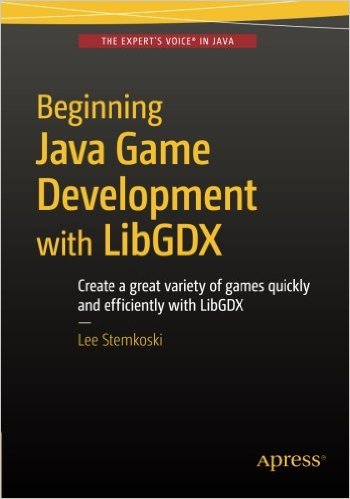 THE EXPERT'S VOICE® IN JAVA
Beginning
Java Game
Development
with LibGDX
Create a great variety of games quickly
and efficiently with LibGDX
—
Lee Stemkoski
Apress®